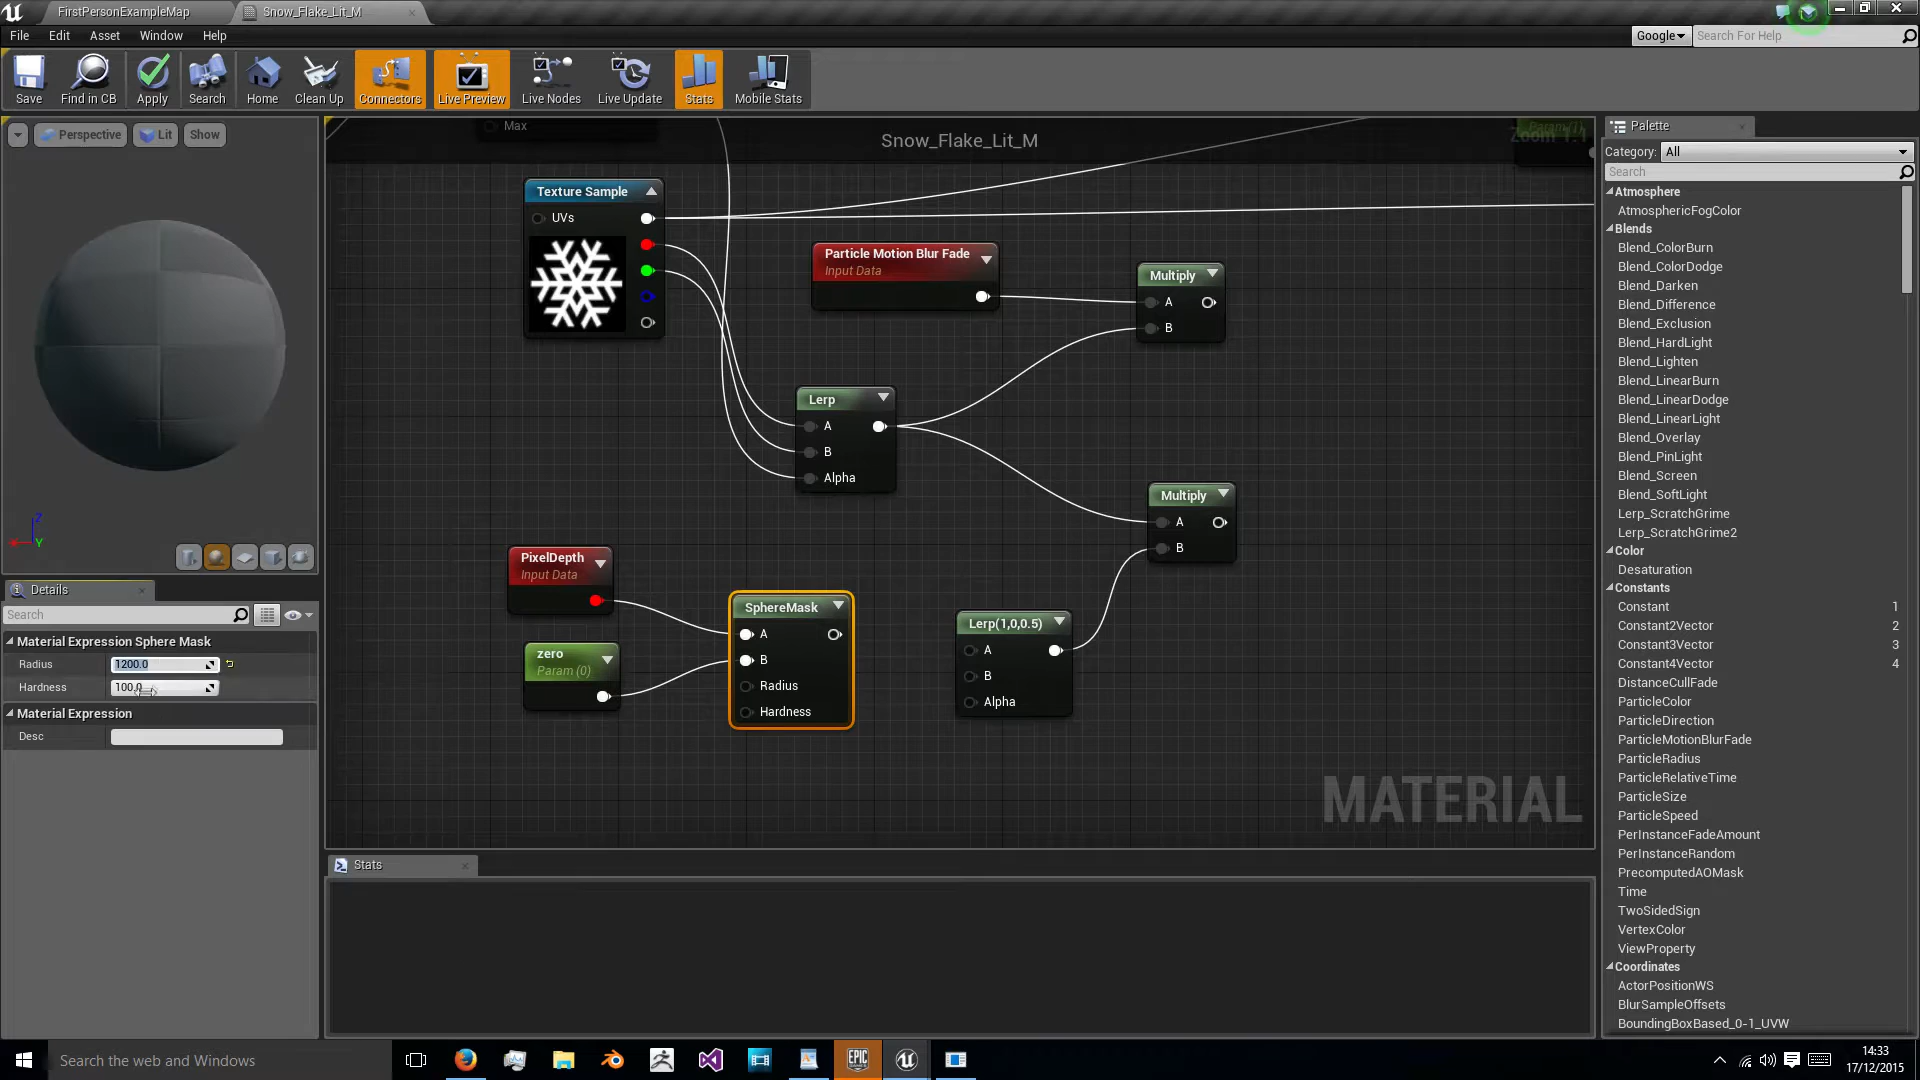 FirstPersonExampleMap
Snow_Flake_Lit_M
File Edit Asset Window Help
Google
Search For Help
Save
Find in CB
Apply
Search
Home
Clean Up
Connectors
Live Preview
Live Nodes
Live Update
Stats
Mobile Stats
Perspective
Lit
Show
Z
Y
Details
Search
Material Expression Sphere Mask
Radius 1200.0
Hardness 100.0
Material Expression
Desc
Max
Snow_Flake_Lit_M
Param (1)
Zoom 1:1
Texture Sample
UVs
Particle Motion Blur Fade
Input Data
Multiply
A
B
Lerp
A
B
Alpha
Multiply
A
B
PixelDepth
Input Data
zero
Param (0)
SphereMask
A
B
Radius
Hardness
Lerp(1,0,0.5)
A
B
Alpha
MATERIAL
Stats
Palette
Category: All
Search
Atmosphere
AtmosphericFogColor
Blends
Blend_ColorBurn
Blend_ColorDodge
Blend_Darken
Blend_Difference
Blend_Exclusion
Blend_HardLight
Blend_Lighten
Blend_LinearBurn
Blend_LinearDodge
Blend_LinearLight
Blend_Overlay
Blend_PinLight
Blend_Screen
Blend_SoftLight
Lerp_ScratchGrime
Lerp_ScratchGrime2
Color
Desaturation
Constants
Constant 1
Constant2Vector 2
Constant3Vector 3
Constant4Vector 4
DistanceCullFade
ParticleColor
ParticleDirection
ParticleMotionBlurFade
ParticleRadius
ParticleRelativeTime
ParticleSize
ParticleSpeed
PerInstanceFadeAmount
PerInstanceRandom
PrecomputedAOMask
Time
TwoSidedSign
VertexColor
ViewProperty
Coordinates
ActorPositionWS
BlurSampleOffsets
BoundingBoxBased_0-1_UVW
Search the web and Windows
EPIC
GAMES
14:33
17/12/2015